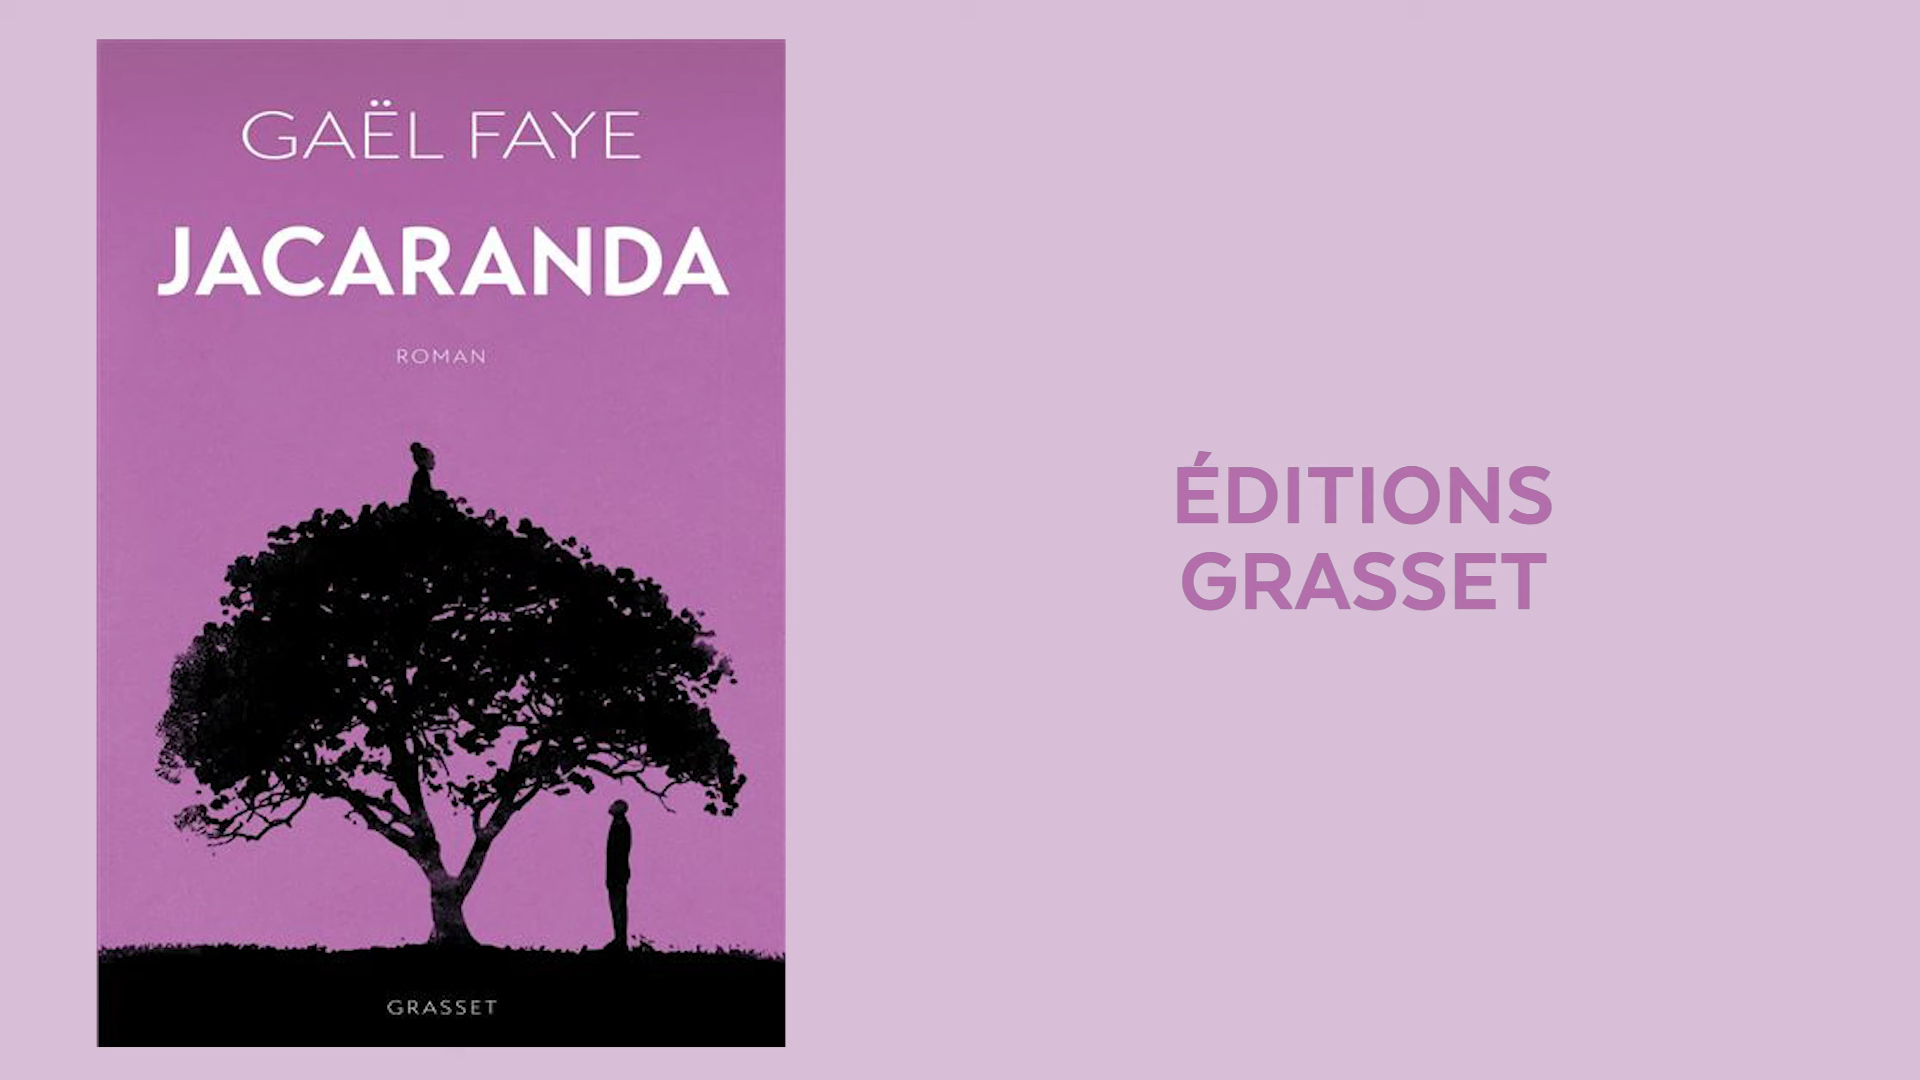 GAËL FAYE
JACARANDA
ROMAN
GRASSET
ÉDITIONS
GRASSET